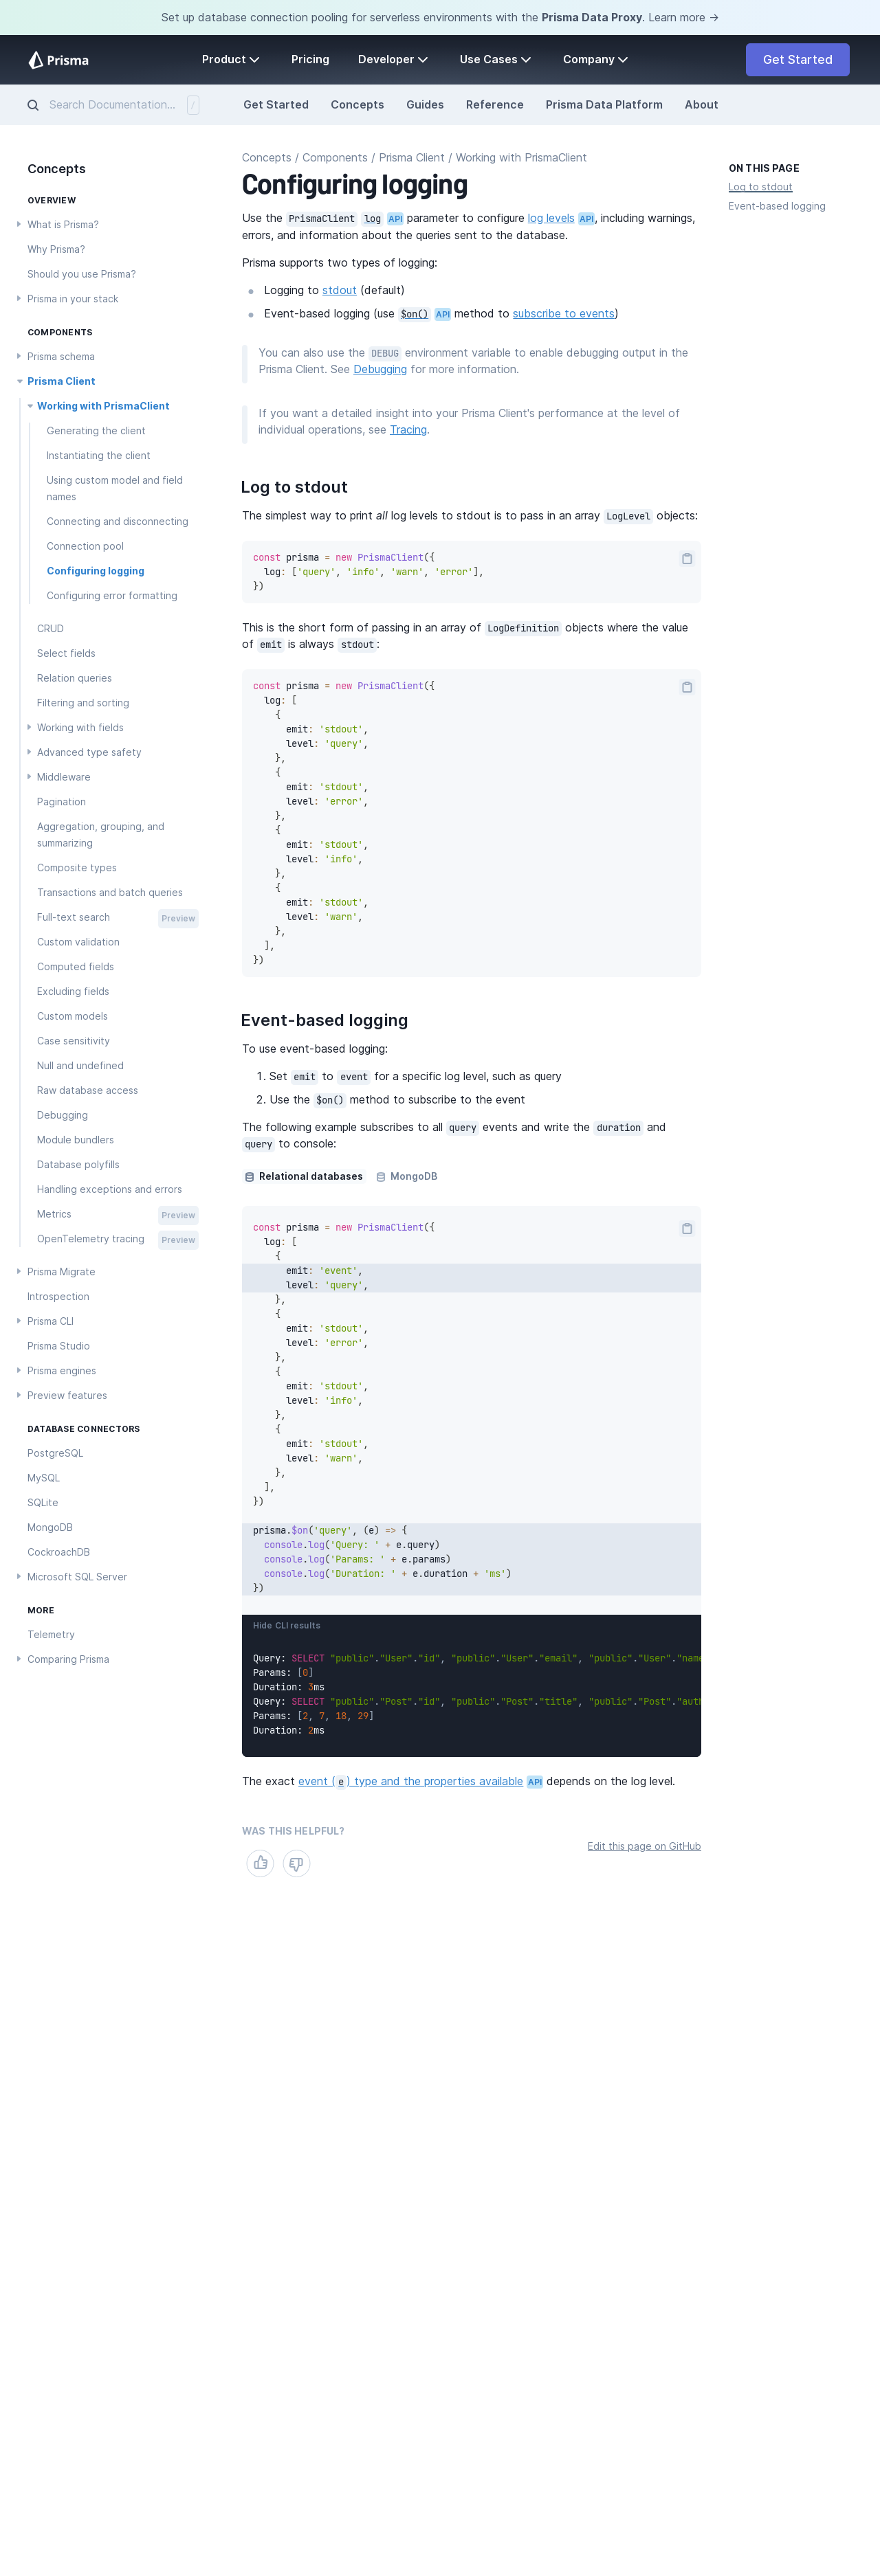 Set up database connection pooling for serverless environments with the Prisma Data Proxy. Learn more →
Prisma
Product
Pricing
Developer
Use Cases
Company
Get Started
Search Documentation...
/
Get Started
Concepts
Guides
Reference
Prisma Data Platform
About
Concepts
OVERVIEW
What is Prisma?
Why Prisma?
Should you use Prisma?
Prisma in your stack
COMPONENTS
Prisma schema
Prisma Client
Working with PrismaClient
Generating the client
Instantiating the client
Using custom model and field
names
Connecting and disconnecting
Connection pool
Configuring logging
Configuring error formatting
CRUD
Select fields
Relation queries
Filtering and sorting
Working with fields
Advanced type safety
Middleware
Pagination
Aggregation, grouping, and
summarizing
Composite types
Transactions and batch queries
Full-text search Preview
Custom validation
Computed fields
Excluding fields
Custom models
Case sensitivity
Null and undefined
Raw database access
Debugging
Module bundlers
Database polyfills
Handling exceptions and errors
Metrics Preview
OpenTelemetry tracing Preview
Prisma Migrate
Introspection
Prisma CLI
Prisma Studio
Prisma engines
Preview features
DATABASE CONNECTORS
PostgreSQL
MySQL
SQLite
MongoDB
CockroachDB
Microsoft SQL Server
MORE
Telemetry
Comparing Prisma
Concepts / Components / Prisma Client / Working with PrismaClient
Configuring logging
Use the PrismaClient log API parameter to configure log levels API, including warnings,
errors, and information about the queries sent to the database.
Prisma supports two types of logging:
Logging to stdout (default)
Event-based logging (use $on() API method to subscribe to events)
You can also use the DEBUG environment variable to enable debugging output in the
Prisma Client. See Debugging for more information.
If you want a detailed insight into your Prisma Client's performance at the level of
individual operations, see Tracing.
Log to stdout
The simplest way to print all log levels to stdout is to pass in an array LogLevel objects:
const prisma = new PrismaClient({
  log: ['query', 'info', 'warn', 'error'],
})
This is the short form of passing in an array of LogDefinition objects where the value
of emit is always stdout:
const prisma = new PrismaClient({
  log: [
    {
      emit: 'stdout',
      level: 'query',
    },
    {
      emit: 'stdout',
      level: 'error',
    },
    {
      emit: 'stdout',
      level: 'info',
    },
    {
      emit: 'stdout',
      level: 'warn',
    },
  ],
})
Event-based logging
To use event-based logging:
1. Set emit to event for a specific log level, such as query
2. Use the $on() method to subscribe to the event
The following example subscribes to all query events and write the duration and
query to console:
Relational databases
MongoDB
const prisma = new PrismaClient({
  log: [
    {
      emit: 'event',
      level: 'query',
    },
    {
      emit: 'stdout',
      level: 'error',
    },
    {
      emit: 'stdout',
      level: 'info',
    },
    {
      emit: 'stdout',
      level: 'warn',
    },
  ],
})
prisma.$on('query', (e) => {
  console.log('Query: ' + e.query)
  console.log('Params: ' + e.params)
  console.log('Duration: ' + e.duration + 'ms')
})
Hide CLI results
Query: SELECT "public"."User"."id", "public"."User"."email", "public"."User"."name
Params: [0]
Duration: 3ms
Query: SELECT "public"."Post"."id", "public"."Post"."title", "public"."Post"."auth
Params: [2, 7, 18, 29]
Duration: 2ms
The exact event (e) type and the properties available API depends on the log level.
WAS THIS HELPFUL?
Edit this page on GitHub
ON THIS PAGE
Log to stdout
Event-based logging